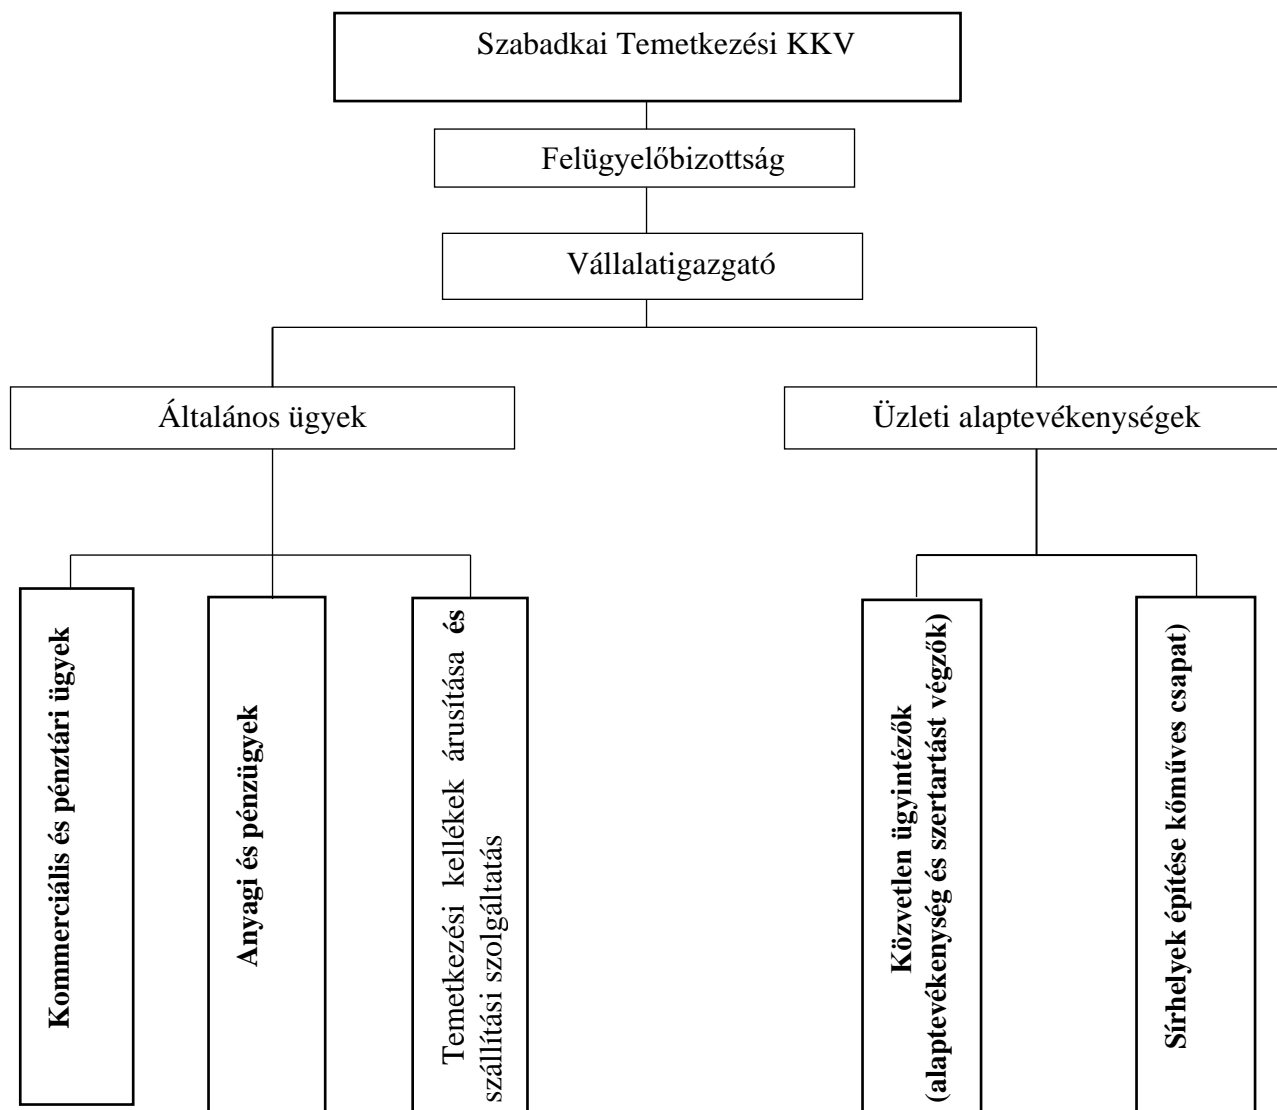 Szabadkai Temetkezési KKV
Felügyelőbizottság
Vállalatigazgató
Általános ügyek
Üzleti alaptevékenységek
Kommerciális és pénztári ügyek
Anyagi és pénzügyek
Temetkezési kellékek árusítása és
szállítási szolgáltatás
Közvetlen ügyintézők
(alaptevékenység és szertartást végzők)
Sírhelyek építése kőműves csapat)